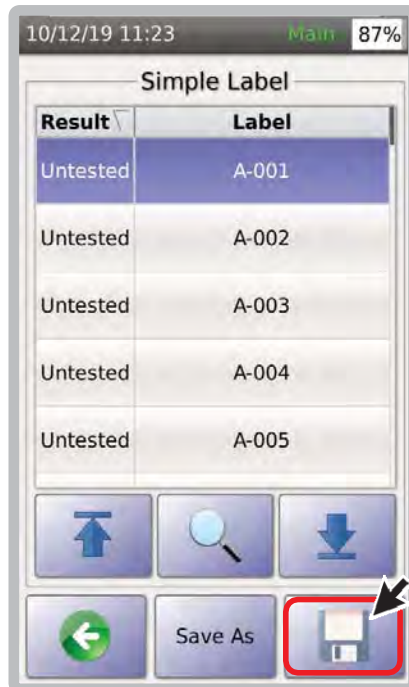 10/12/19 11:23 Main 87%
Simple Label
Result Label
Untested A-001
Untested A-002
Untested A-003
Untested A-004
Untested A-005
Save As